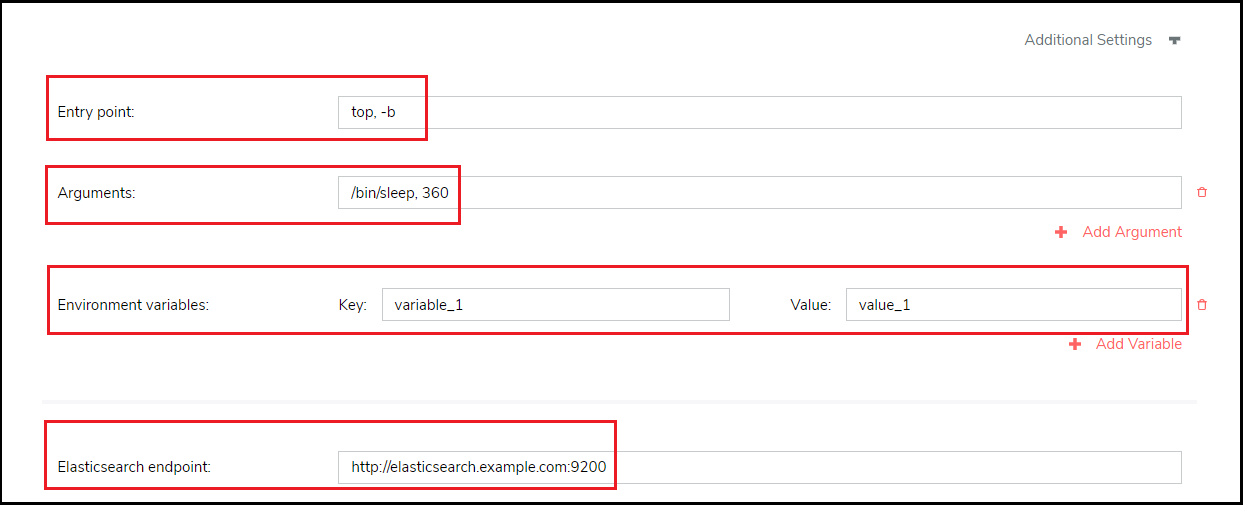 Additional Settings
Entry point: top, -b
Arguments: /bin/sleep, 360
Add Argument
Environment variables: Key: variable_1 Value: value_1
Add Variable
Elasticsearch endpoint: http://elasticsearch.example.com:9200